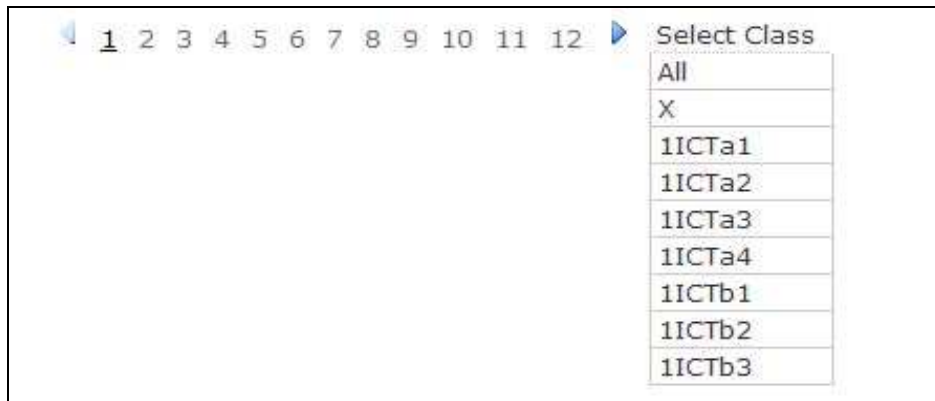 1 2 3 4 5 6 7 8 9 10 11 12 Select Class
All
X
1ICTa1
1ICTa2
1ICTa3
1ICTa4
1ICTb1
1ICTb2
1ICTb3